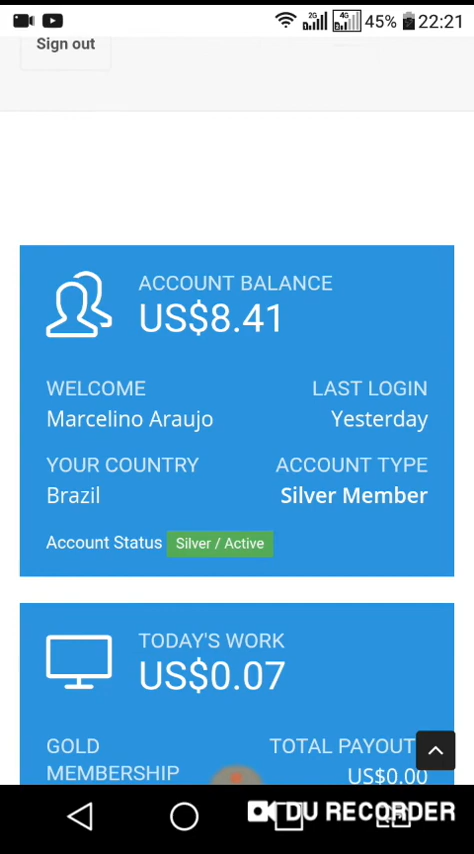 2G 4G 45% 22:21
Sign out
ACCOUNT BALANCE
US$8.41
WELCOME LAST LOGIN
Marcelino Araujo Yesterday
YOUR COUNTRY ACCOUNT TYPE
Brazil Silver Member
Account Status Silver / Active
TODAY'S WORK
US$0.07
GOLD TOTAL PAYOUT
MEMBERSHIP US$0.00
DU RECORDER